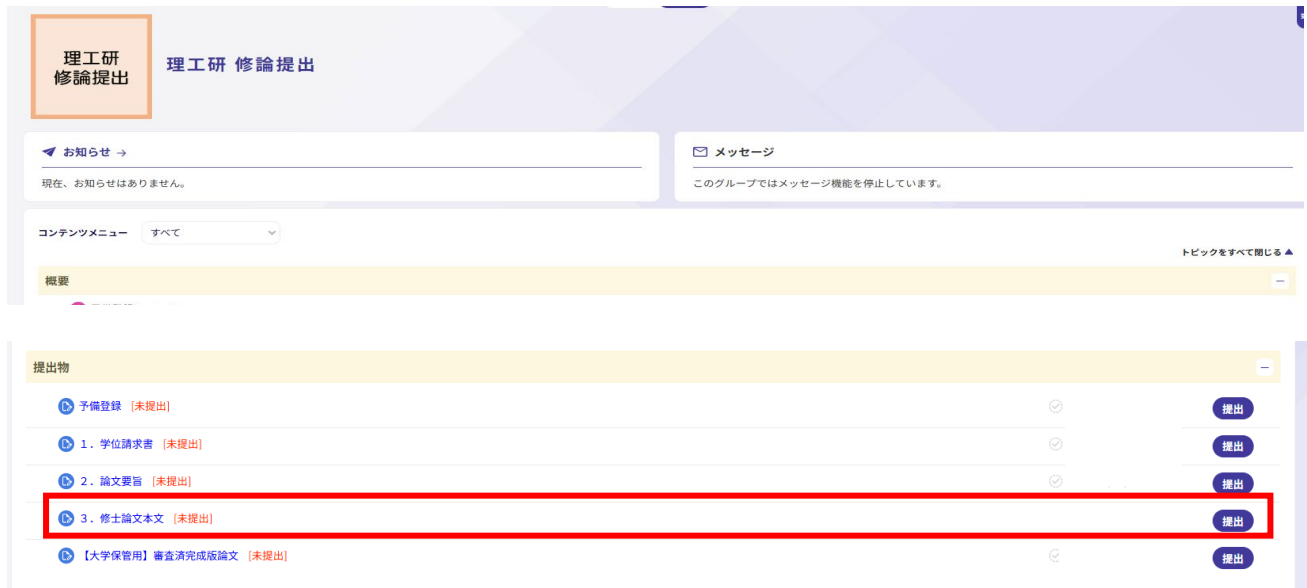 理工研
修論提出
理工研 修論提出
お知らせ →
現在、お知らせはありません。
メッセージ
このグループではメッセージ機能を停止しています。
コンテンツメニュー すべて
トピックをすべて閉じる ▲
概要
提出物
予備登録 [未提出] 提出
1. 学位請求書 [未提出] 提出
2. 論文要旨 [未提出] 提出
3. 修士論文本文 [未提出] 提出
【大学保管用】審査済完成版論文 [未提出] 提出